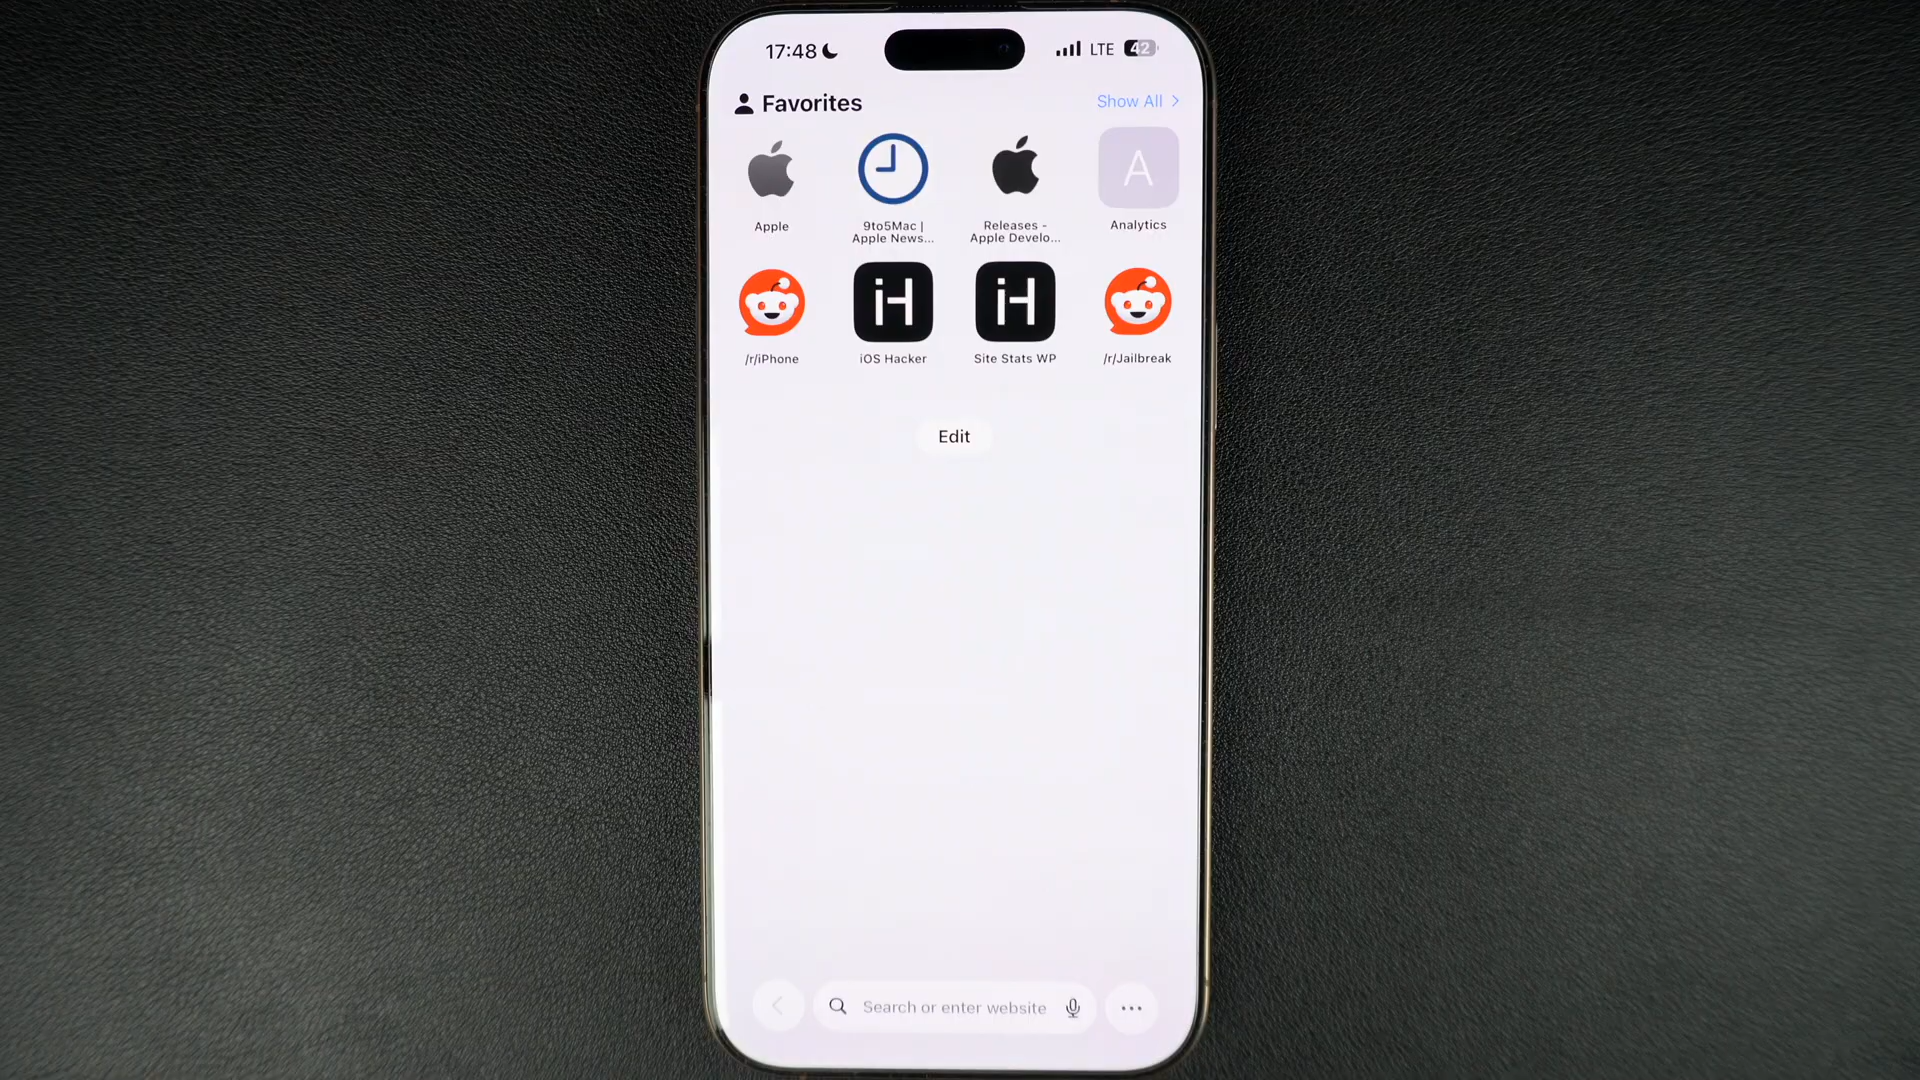 17:48
LTE 42
Favorites
Show All
A
Apple
9to5Mac |
Apple News...
Releases -
Apple Develo...
Analytics
iH
iH
/r/iPhone
iOS Hacker
Site Stats WP
/r/Jailbreak
Edit
Search or enter website